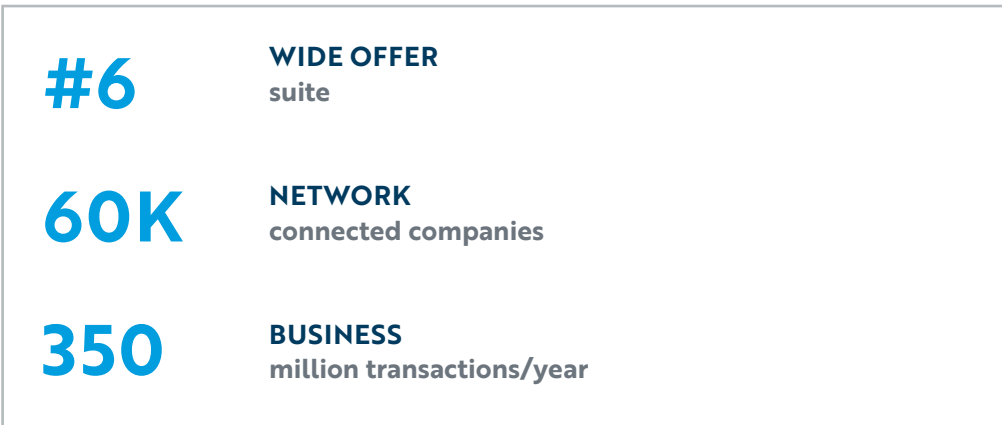 #6
WIDE OFFER
suite
60K
NETWORK
connected companies
350
BUSINESS
million transactions/year